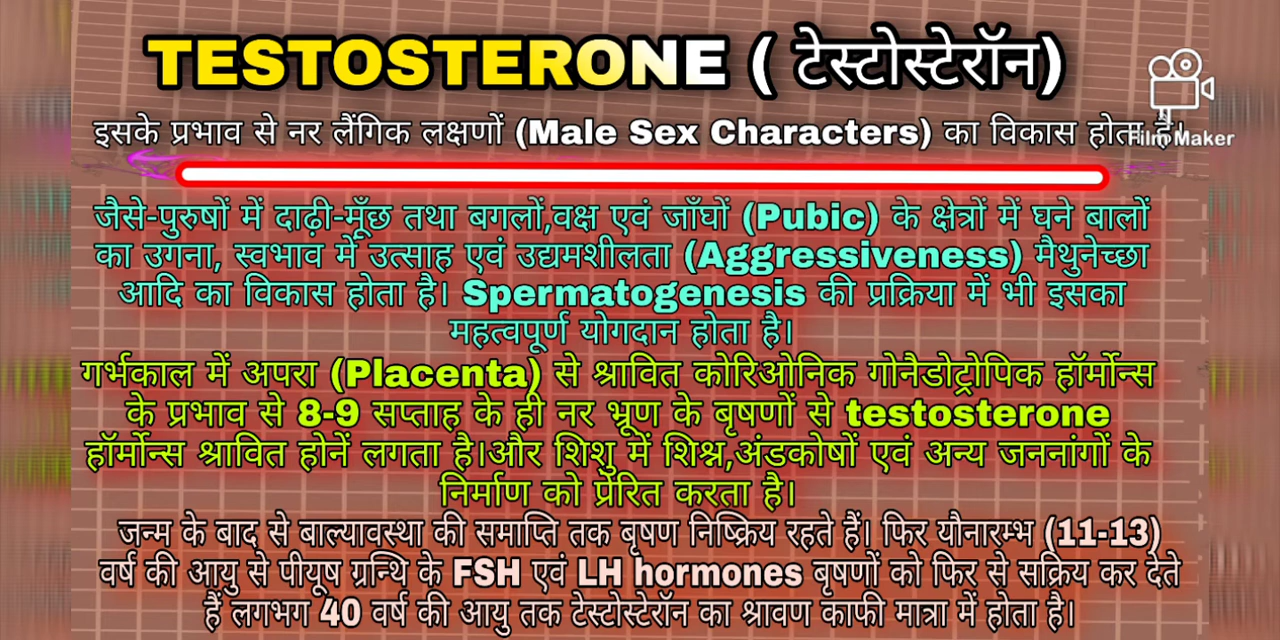 TESTOSTERONE ( टेस्टोस्टेरॉन)
इसके प्रभाव से नर लैंगिक लक्षणों (Male Sex Characters) का विकास होता है।
Film Maker
जैसे-पुरुषों में दाढ़ी-मूँछ तथा बगलों,वक्ष एवं जाँघों (Pubic) के क्षेत्रों में घने बालों
का उगना, स्वभाव में उत्साह एवं उद्यमशीलता (Aggressiveness) मैथुनेच्छा
आदि का विकास होता है। Spermatogenesis की प्रक्रिया में भी इसका
महत्वपूर्ण योगदान होता है।
गर्भकाल में अपरा (Placenta) से श्रावित कोरिओनिक गोनैडोट्रोपिक हॉर्मोन्स
के प्रभाव से 8-9 सप्ताह के ही नर भ्रूण के बृषणों से testosterone
हॉर्मोन्स श्रावित होनें लगता है।और शिशु में शिश्न,अंडकोषों एवं अन्य जननांगों के
निर्माण को प्रेरित करता है।
जन्म के बाद से बाल्यावस्था की समाप्ति तक बृषण निष्क्रिय रहते हैं। फिर यौनारम्भ (11-13)
वर्ष की आयु से पीयूष ग्रन्थि के FSH एवं LH hormones बृषणों को फिर से सक्रिय कर देते
हैं लगभग 40 वर्ष की आयु तक टेस्टोस्टेरॉन का श्रावण काफी मात्रा में होता है।